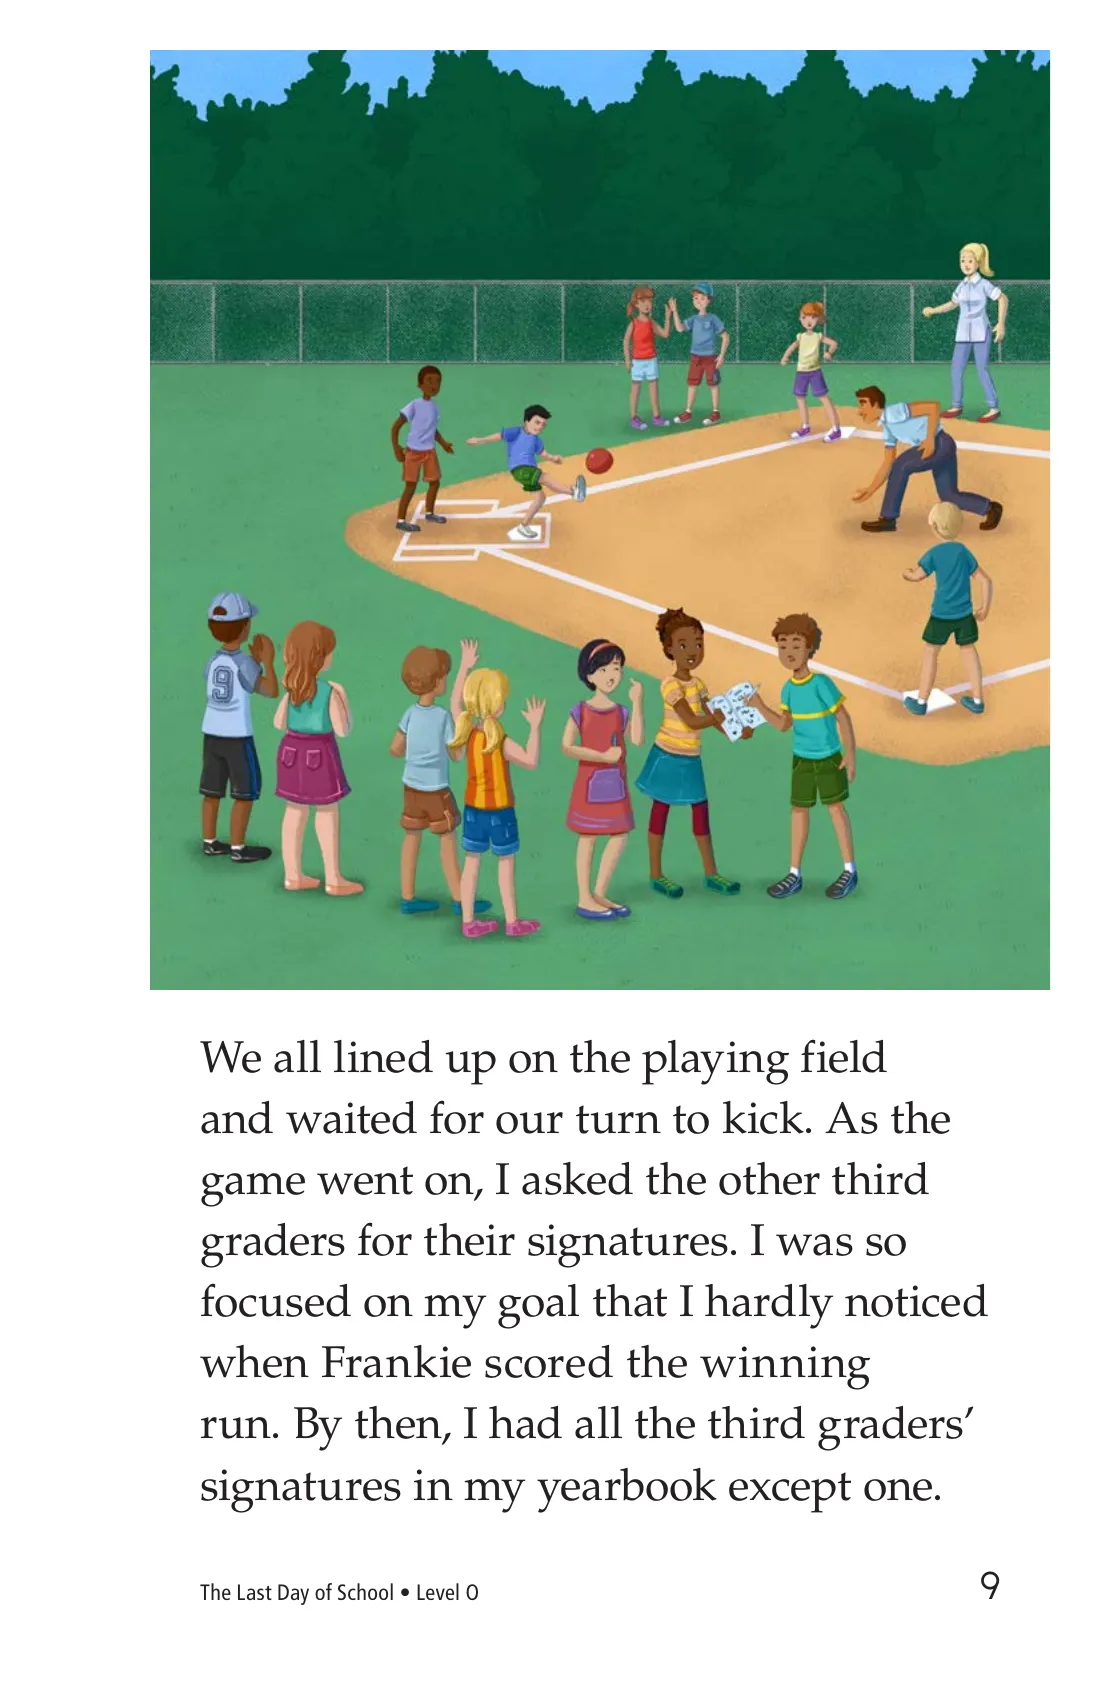 9
We all lined up on the playing field
and waited for our turn to kick. As the
game went on, I asked the other third
graders for their signatures. I was so
focused on my goal that I hardly noticed
when Frankie scored the winning
run. By then, I had all the third graders’
signatures in my yearbook except one.
The Last Day of School • Level O
9